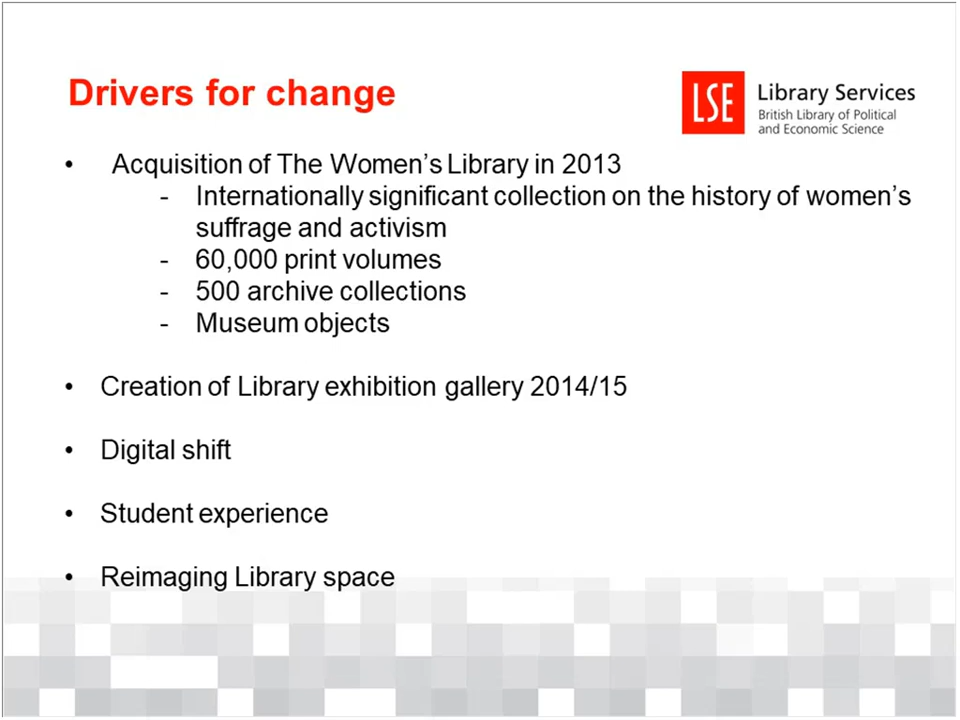 Drivers for change
LSE
Library Services
British Library of Political
and Economic Science
• Acquisition of The Women’s Library in 2013
- Internationally significant collection on the history of women’s
suffrage and activism
- 60,000 print volumes
- 500 archive collections
- Museum objects
• Creation of Library exhibition gallery 2014/15
• Digital shift
• Student experience
• Reimaging Library space